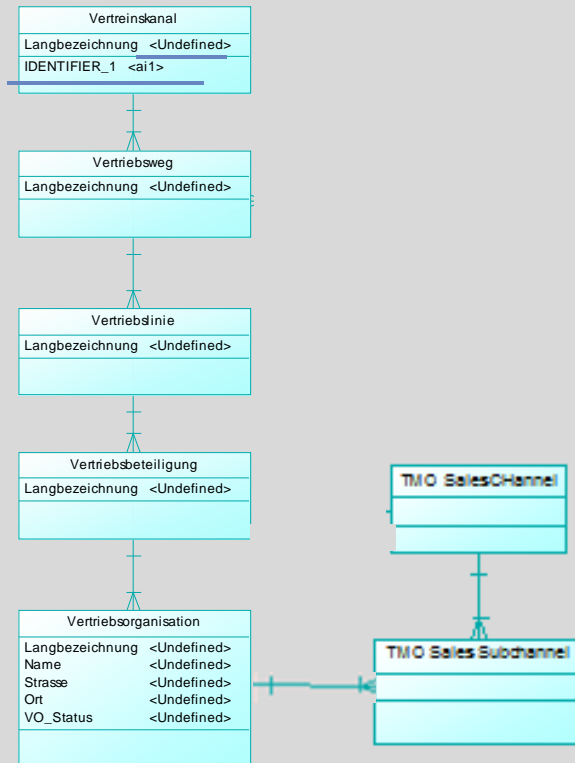 Vertreinskanal
Langbezeichnung <Undefined>
IDENTIFIER_1 <ai1>
Vertriebsweg
Langbezeichnung <Undefined>
Vertriebslinie
Langbezeichnung <Undefined>
Vertriebsbeteiligung
Langbezeichnung <Undefined>
Vertriebsorganisation
Langbezeichnung <Undefined>
Name <Undefined>
Strasse <Undefined>
Ort <Undefined>
VO_Status <Undefined>
TMO SalesCHannel
TMO Sales Subchannel